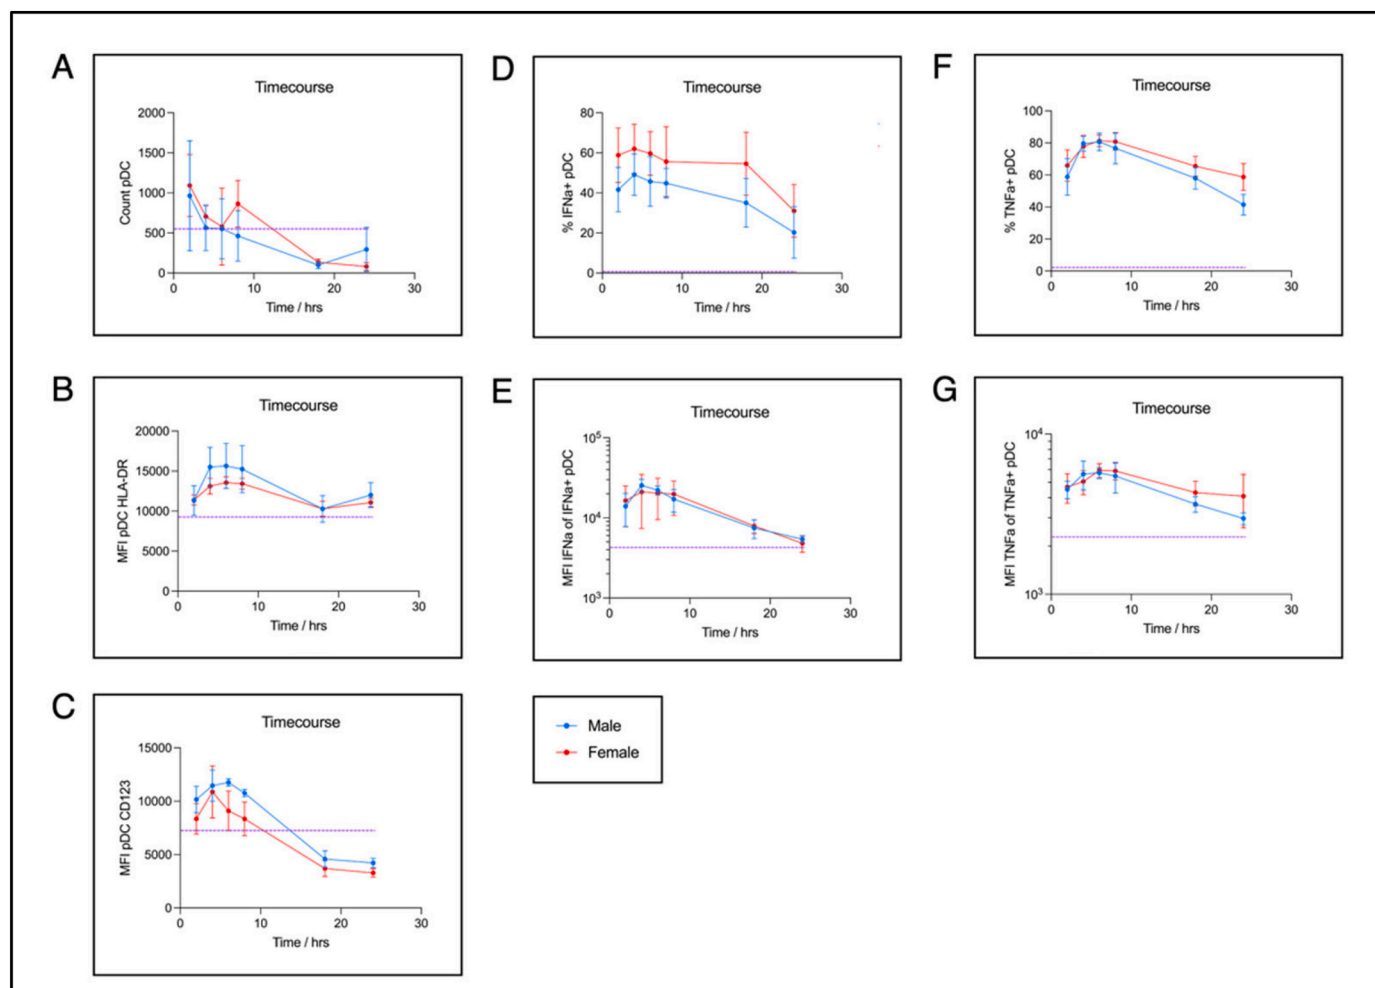 A
Timecourse
Count pDC
2000
1500
1000
500
0
0 10 20 30
Time / hrs
B
Timecourse
MFI pDC HLA-DR
20000
15000
10000
5000
0
0 10 20 30
Time / hrs
C
Timecourse
MFI pDC CD123
15000
10000
5000
0
0 10 20 30
Time / hrs
D
Timecourse
% IFNa+ pDC
80
60
40
20
0
0 10 20 30
Time / hrs
E
Timecourse
MFI IFNa of IFNa+ pDC
10⁵
10⁴
10³
0 10 20 30
Time / hrs
Male
Female
F
Timecourse
% TNFa+ pDC
100
80
60
40
20
0
0 10 20 30
Time / hrs
G
Timecourse
MFI TNFa of TNFa+ pDC
10⁴
10³
0 10 20 30
Time / hrs